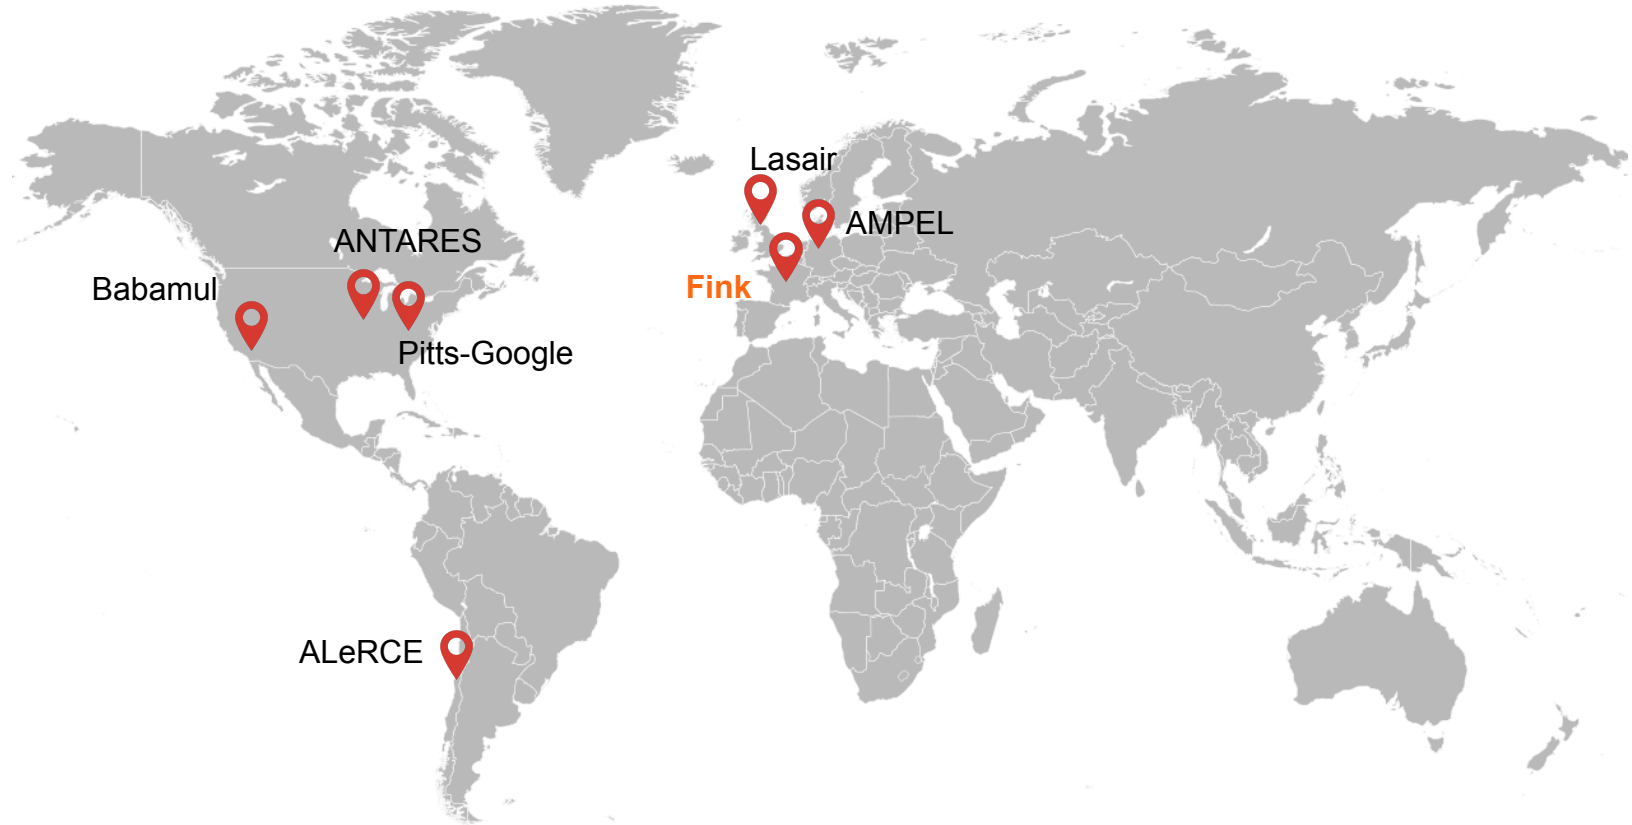 Lasair
AMPEL
ANTARES
Babamul
Fink
Pitts-Google
ALeRCE